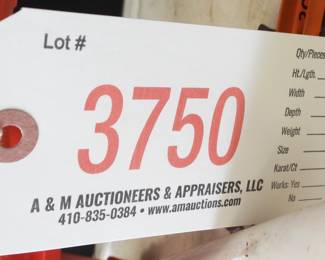 Lot #
3750
A & M AUCTIONEERS & APPRAISERS, LLC
410-835-0384 • www.amauctions.com
Qty/Pieces
Ht./Lgth.
Width
Depth
Weight
Size
Karat/Ct
Works: Yes
No